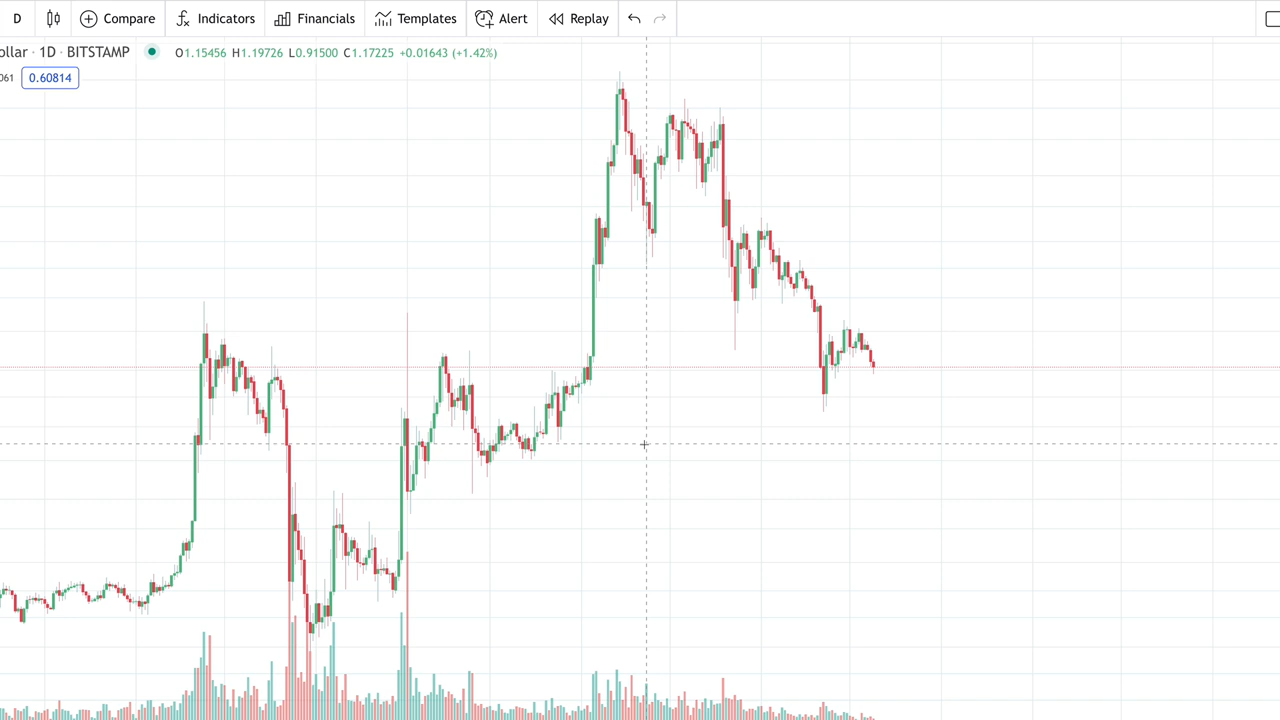 D Compare Indicators Financials Templates Alert Replay
ollar · 1D · BITSTAMP O1.15456 H1.19726 L0.91500 C1.17225 +0.01643 (+1.42%)
061 0.60814